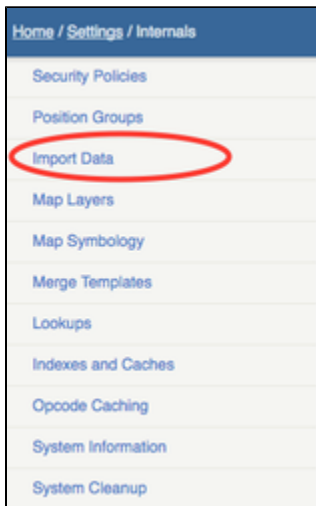 Home / Settings / Internals
Security Policies
Position Groups
Import Data
Map Layers
Map Symbology
Merge Templates
Lookups
Indexes and Caches
Opcode Caching
System Information
System Cleanup